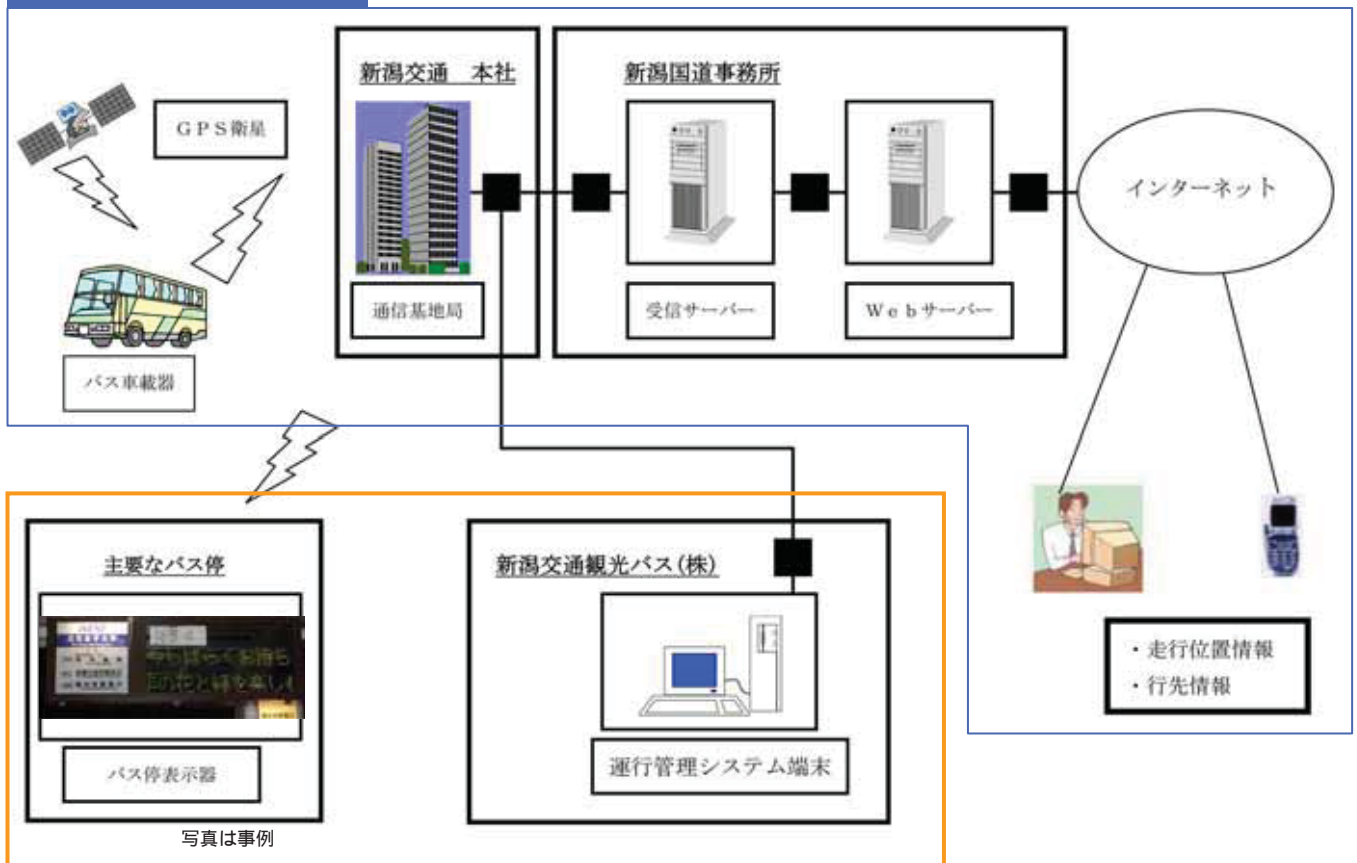 新潟交通 本社
新潟国道事務所
GPS衛星
インターネット
通信基地局
受信サーバー
Webサーバー
バス車載器
主要なバス停
新潟交通観光バス(株)
・走行位置情報
・行先情報
バス停表示器
運行管理システム端末
写真は事例